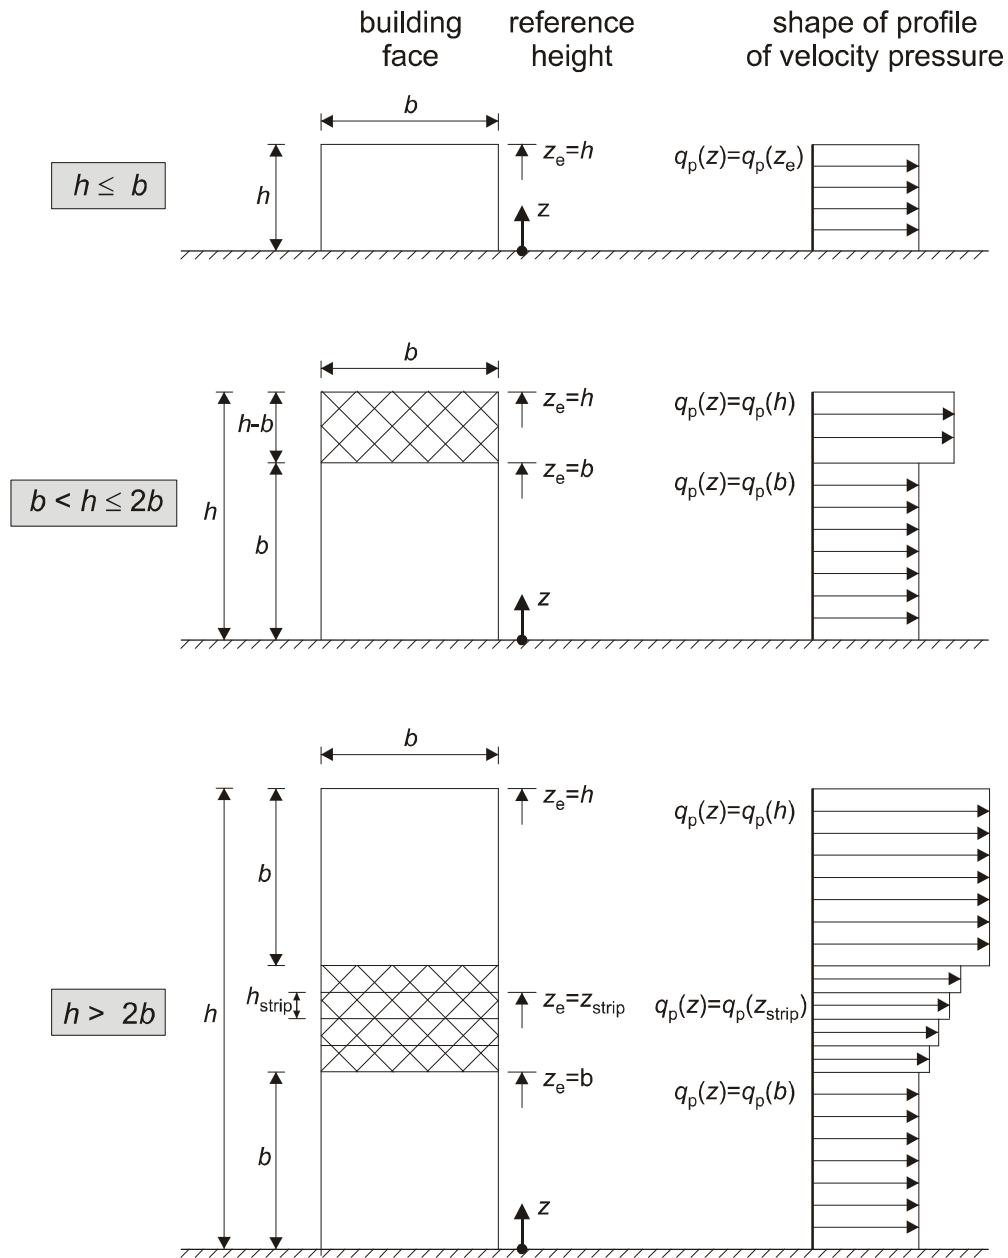 building face
reference height
shape of profile of velocity pressure
b
h ≤ b
h
z_e=h
z
q_p(z)=q_p(z_e)
b
b < h ≤ 2b
h
h-b
b
z_e=h
z_e=b
z
q_p(z)=q_p(h)
q_p(z)=q_p(b)
b
h > 2b
h
b
h_strip
b
z_e=h
z_e=z_strip
z_e=b
z
q_p(z)=q_p(h)
q_p(z)=q_p(z_strip)
q_p(z)=q_p(b)